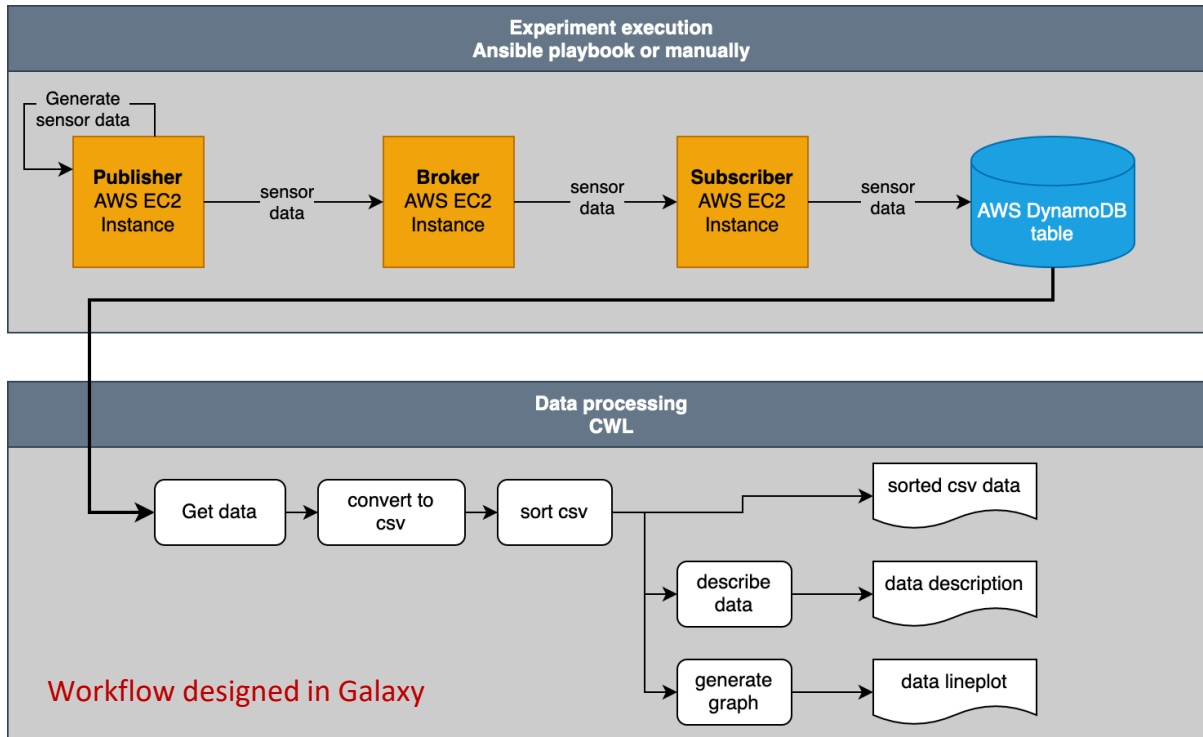 Experiment execution
Ansible playbook or manually
Generate
sensor data
Publisher
AWS EC2
Instance
sensor
data
Broker
AWS EC2
Instance
sensor
data
Subscriber
AWS EC2
Instance
sensor
data
AWS DynamoDB
table
Data processing
CWL
Get data
convert to
csv
sort csv
sorted csv data
describe
data
data description
generate
graph
data lineplot
Workflow designed in Galaxy